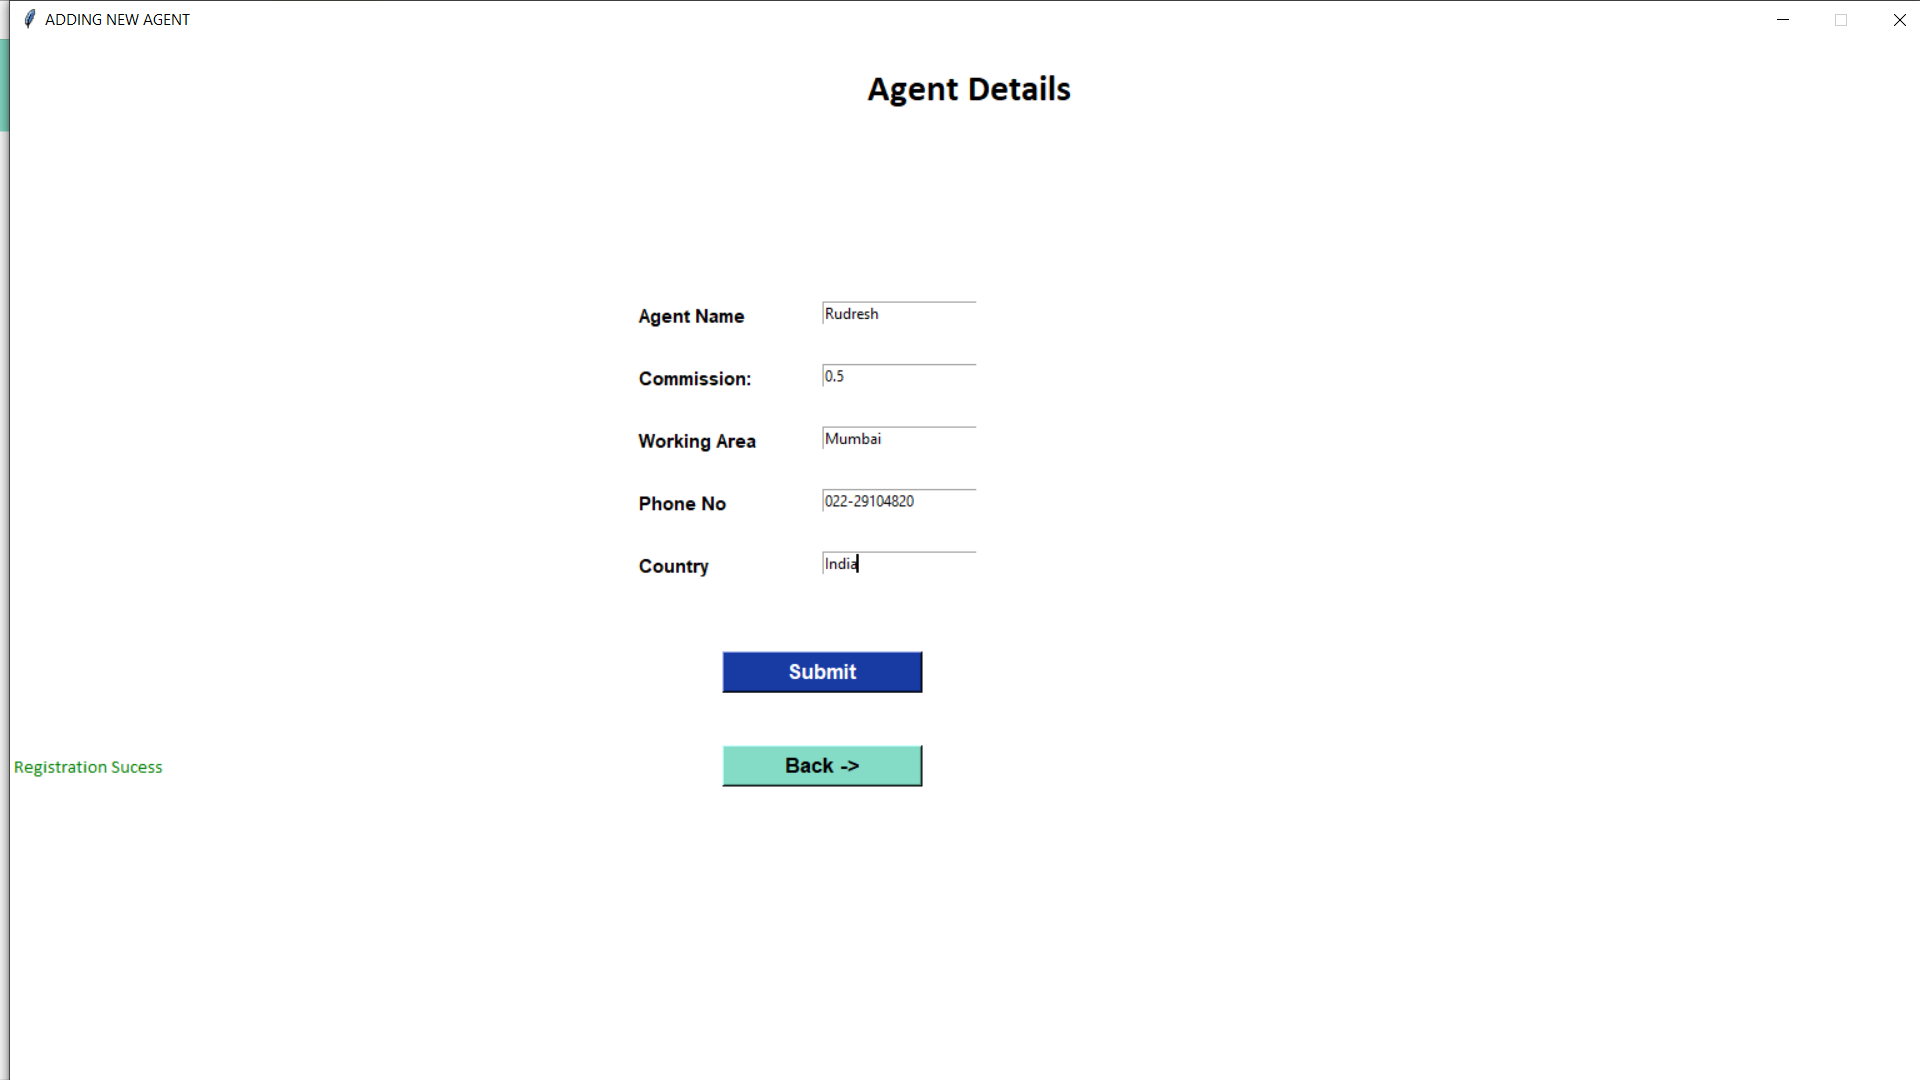 ADDING NEW AGENT
Agent Details
Agent Name Rudresh
Commission: 0.5
Working Area Mumbai
Phone No 022-29104820
Country India
Submit
Back ->
Registration Sucess